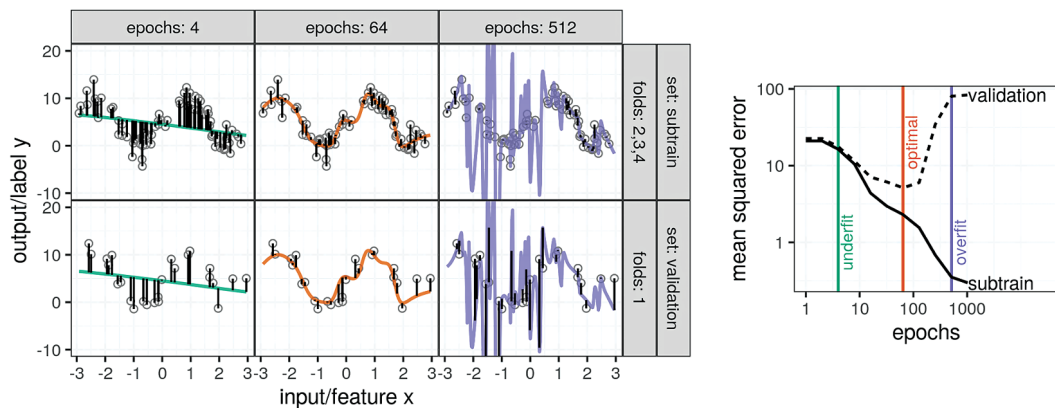 epochs: 4
epochs: 64
epochs: 512
output/label y
20
10
0
-10
folds: 2,3,4
set: subtrain
20
10
0
-10
folds: 1
set: validation
-3 -2 -1 0 1 2 3
-3 -2 -1 0 1 2 3
-3 -2 -1 0 1 2 3
input/feature x
mean squared error
100
10
1
validation
optimal
underfit
overfit
subtrain
1 10 100 1000
epochs